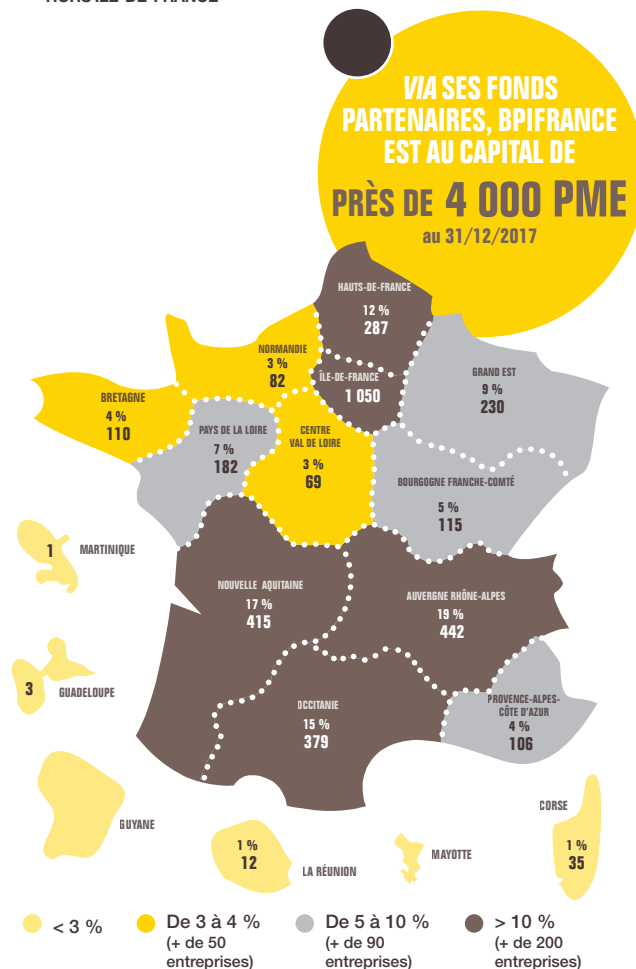 VIA SES FONDS
PARTENAIRES, BPIFRANCE
EST AU CAPITAL DE
PRÈS DE 4 000 PME
au 31/12/2017
HAUTS-DE-FRANCE
12 %
287
NORMANDIE
3 %
82
ÎLE-DE-FRANCE
1 050
GRAND EST
9 %
230
BRETAGNE
4 %
110
PAYS DE LA LOIRE
7 %
182
CENTRE
VAL DE LOIRE
3 %
69
BOURGOGNE FRANCHE-COMTÉ
5 %
115
1
MARTINIQUE
NOUVELLE AQUITAINE
17 %
415
AUVERGNE RHÔNE-ALPES
19 %
442
3
GUADELOUPE
OCCITANIE
15 %
379
PROVENCE-ALPES-
CÔTE D'AZUR
4 %
106
GUYANE
1 %
12
LA RÉUNION
MAYOTTE
CORSE
1 %
35
< 3 %
De 3 à 4 %
(+ de 50
entreprises)
De 5 à 10 %
(+ de 90
entreprises)
> 10 %
(+ de 200
entreprises)